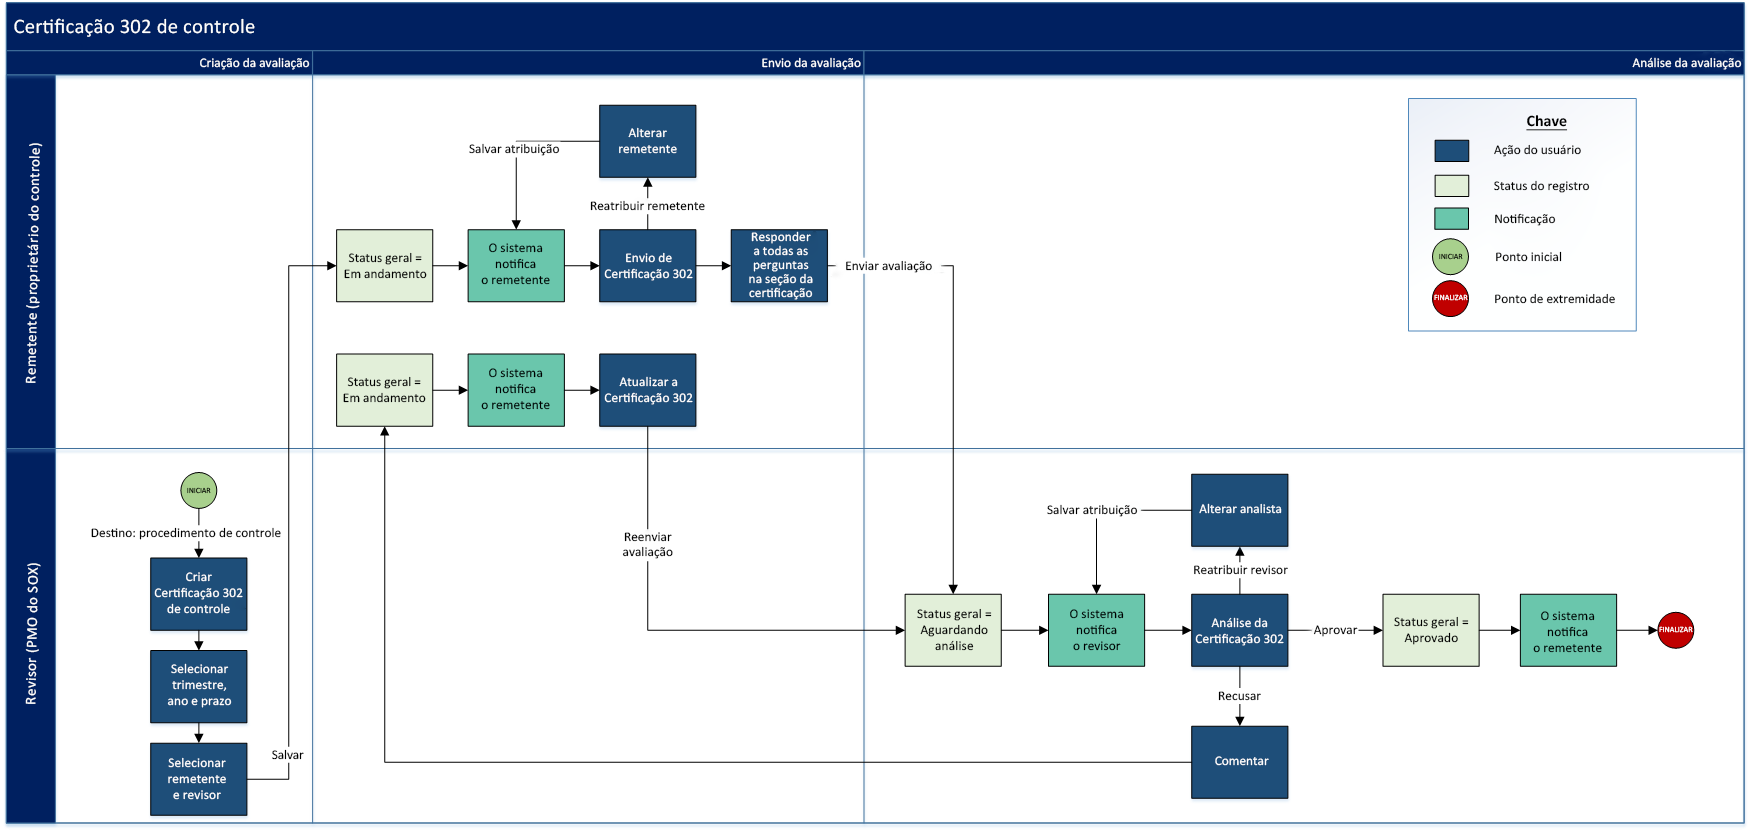 Certificação 302 de controle
Criação da avaliação
Envio da avaliação
Análise da avaliação
Remetente (proprietário do controle)
Alterar
remetente
Salvar atribuição
Reatribuir remetente
Status geral =
Em andamento
O sistema
notifica
o remetente
Envio de
Certificação 302
Responder
a todas as
perguntas
na seção da
certificação
Enviar avaliação
Status geral =
Em andamento
O sistema
notifica
o remetente
Atualizar a
Certificação 302
Chave
Ação do usuário
Status do registro
Notificação
INICIAR
Ponto inicial
FINALIZAR
Ponto de extremidade
Revisor (PMO do SOX)
INICIAR
Destino: procedimento de controle
Criar
Certificação 302
de controle
Selecionar
trimestre,
ano e prazo
Selecionar
remetente
e revisor
Salvar
Reenviar
avaliação
Alterar analista
Salvar atribuição
Reatribuir revisor
Status geral =
Aguardando
análise
O sistema
notifica
o revisor
Análise da
Certificação 302
Aprovar
Status geral =
Aprovado
O sistema
notifica
o remetente
FINALIZAR
Recusar
Comentar